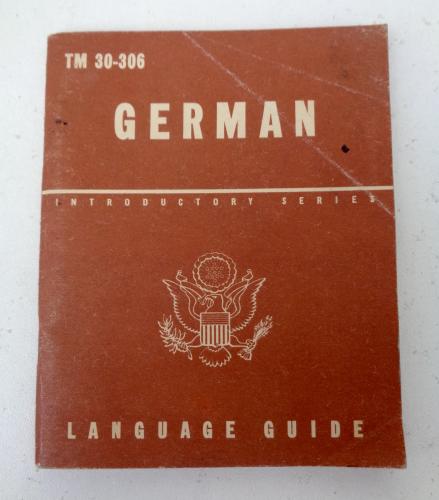 TM 30-306
GERMAN
INTRODUCTORY SERIES
LANGUAGE GUIDE